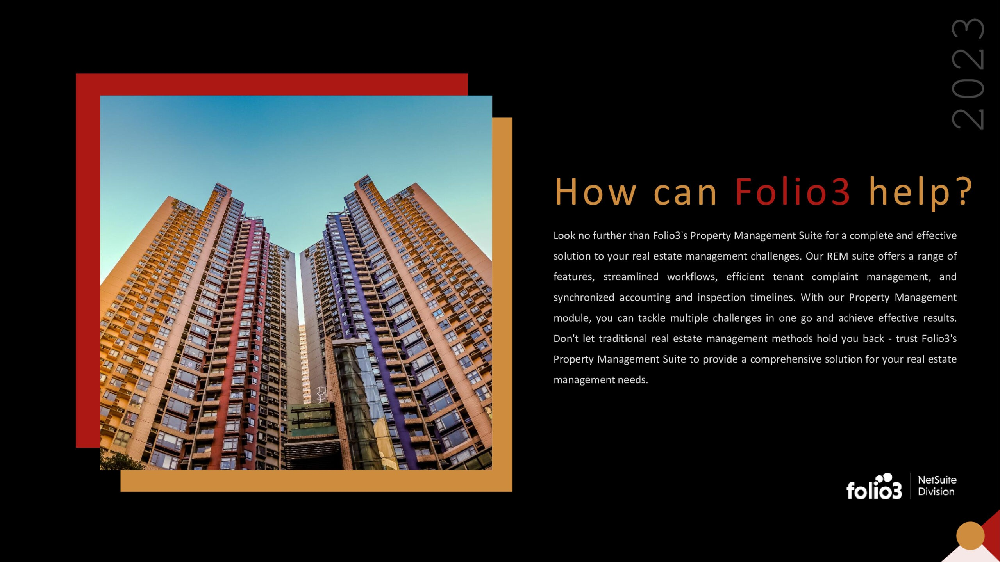 2023
How can Folio3 help?
Look no further than Folio3's Property Management Suite for a complete and effective
solution to your real estate management challenges. Our REM suite offers a range of
features, streamlined workflows, efficient tenant complaint management, and
synchronized accounting and inspection timelines. With our Property Management
module, you can tackle multiple challenges in one go and achieve effective results.
Don't let traditional real estate management methods hold you back - trust Folio3's
Property Management Suite to provide a comprehensive solution for your real estate
management needs.
folio3
NetSuite
Division